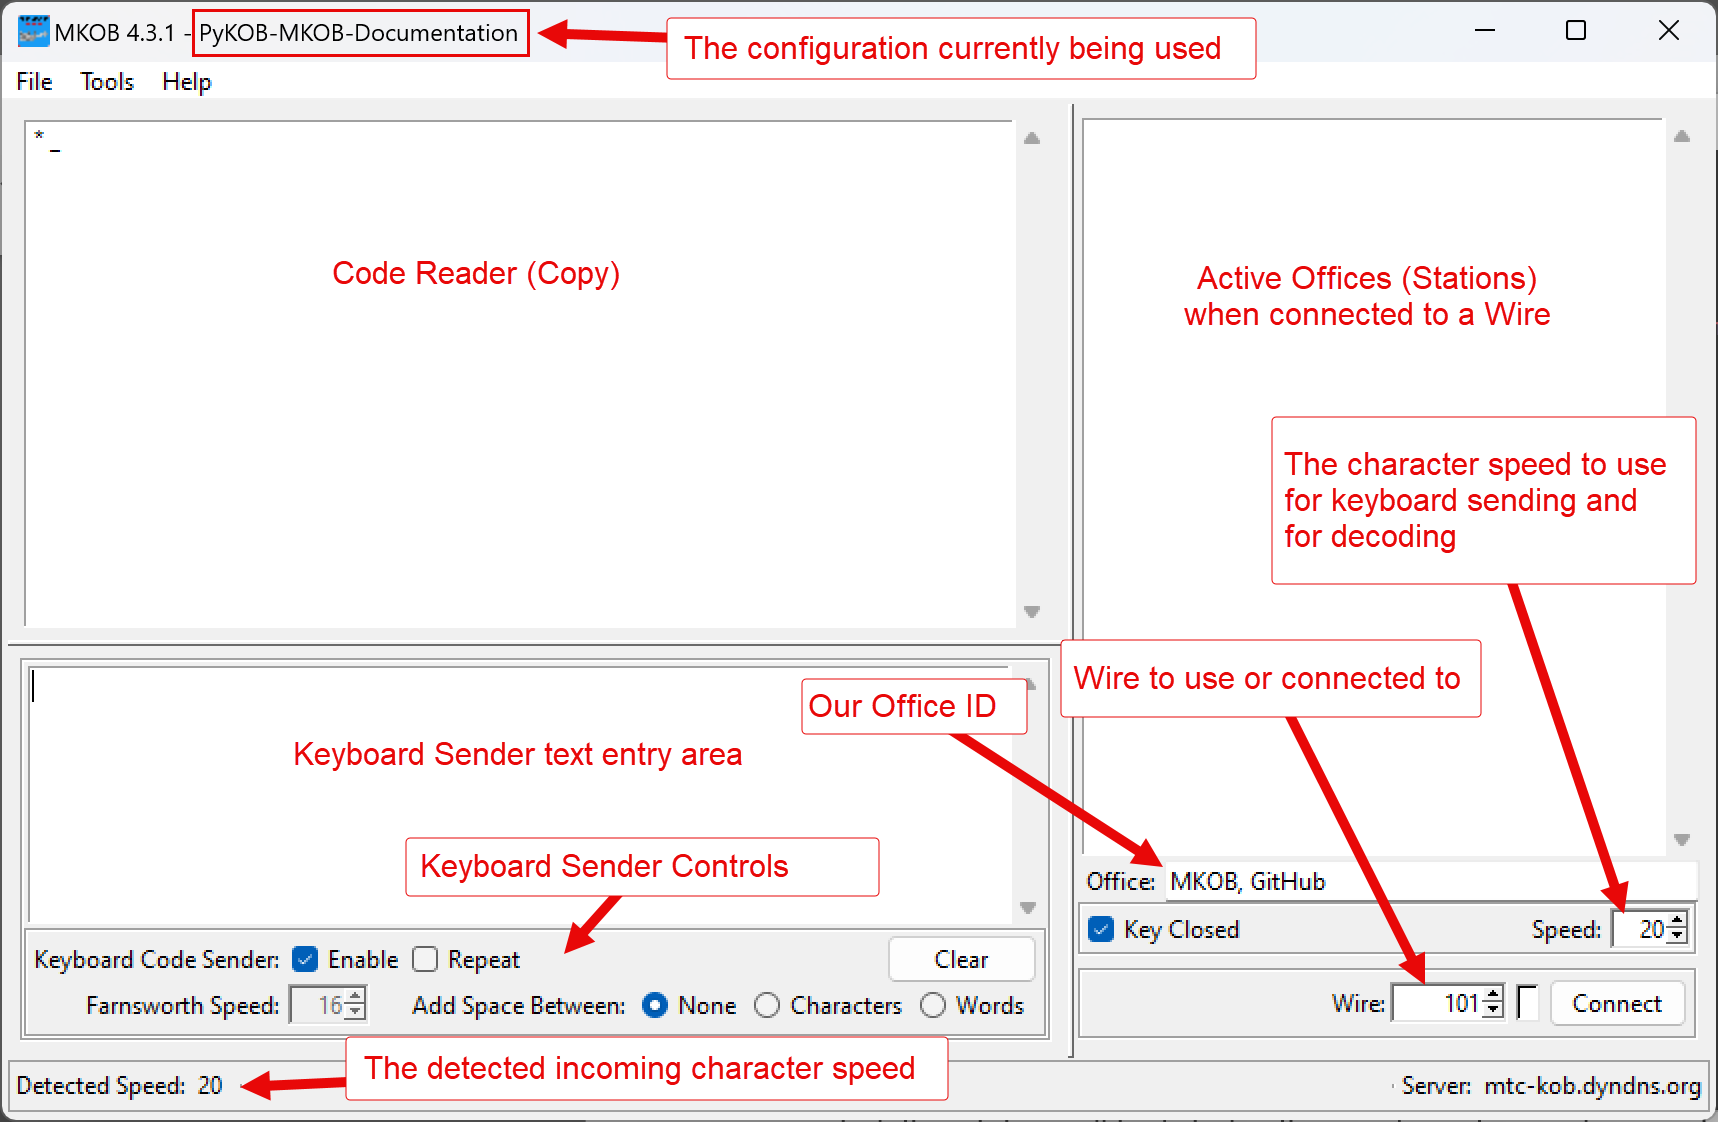 MKOB 4.3.1 - PyKOB-MKOB-Documentation
The configuration currently being used
File Tools Help
* _
Code Reader (Copy)
Active Offices (Stations)
when connected to a Wire
The character speed to use
for keyboard sending and
for decoding
Wire to use or connected to
Our Office ID
Keyboard Sender text entry area
Keyboard Sender Controls
Office: MKOB, GitHub
Key Closed Speed: 20
Keyboard Code Sender: Enable Repeat Clear
Farnsworth Speed: 16 Add Space Between: None Characters Words
Wire: 101 Connect
The detected incoming character speed
Detected Speed: 20
Server: mtc-kob.dyndns.org